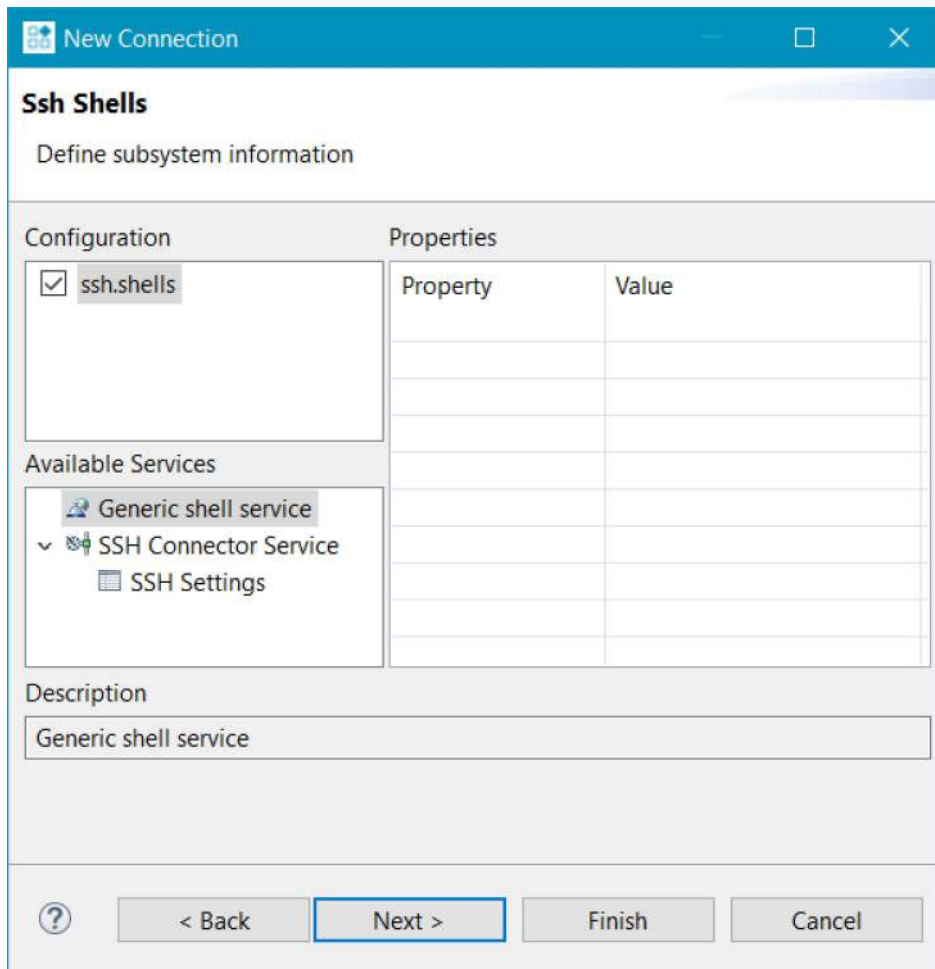 New Connection
Ssh Shells
Define subsystem information
Configuration
Properties
ssh.shells
Property
Value
Available Services
Generic shell service
SSH Connector Service
SSH Settings
Description
Generic shell service
?
< Back
Next >
Finish
Cancel